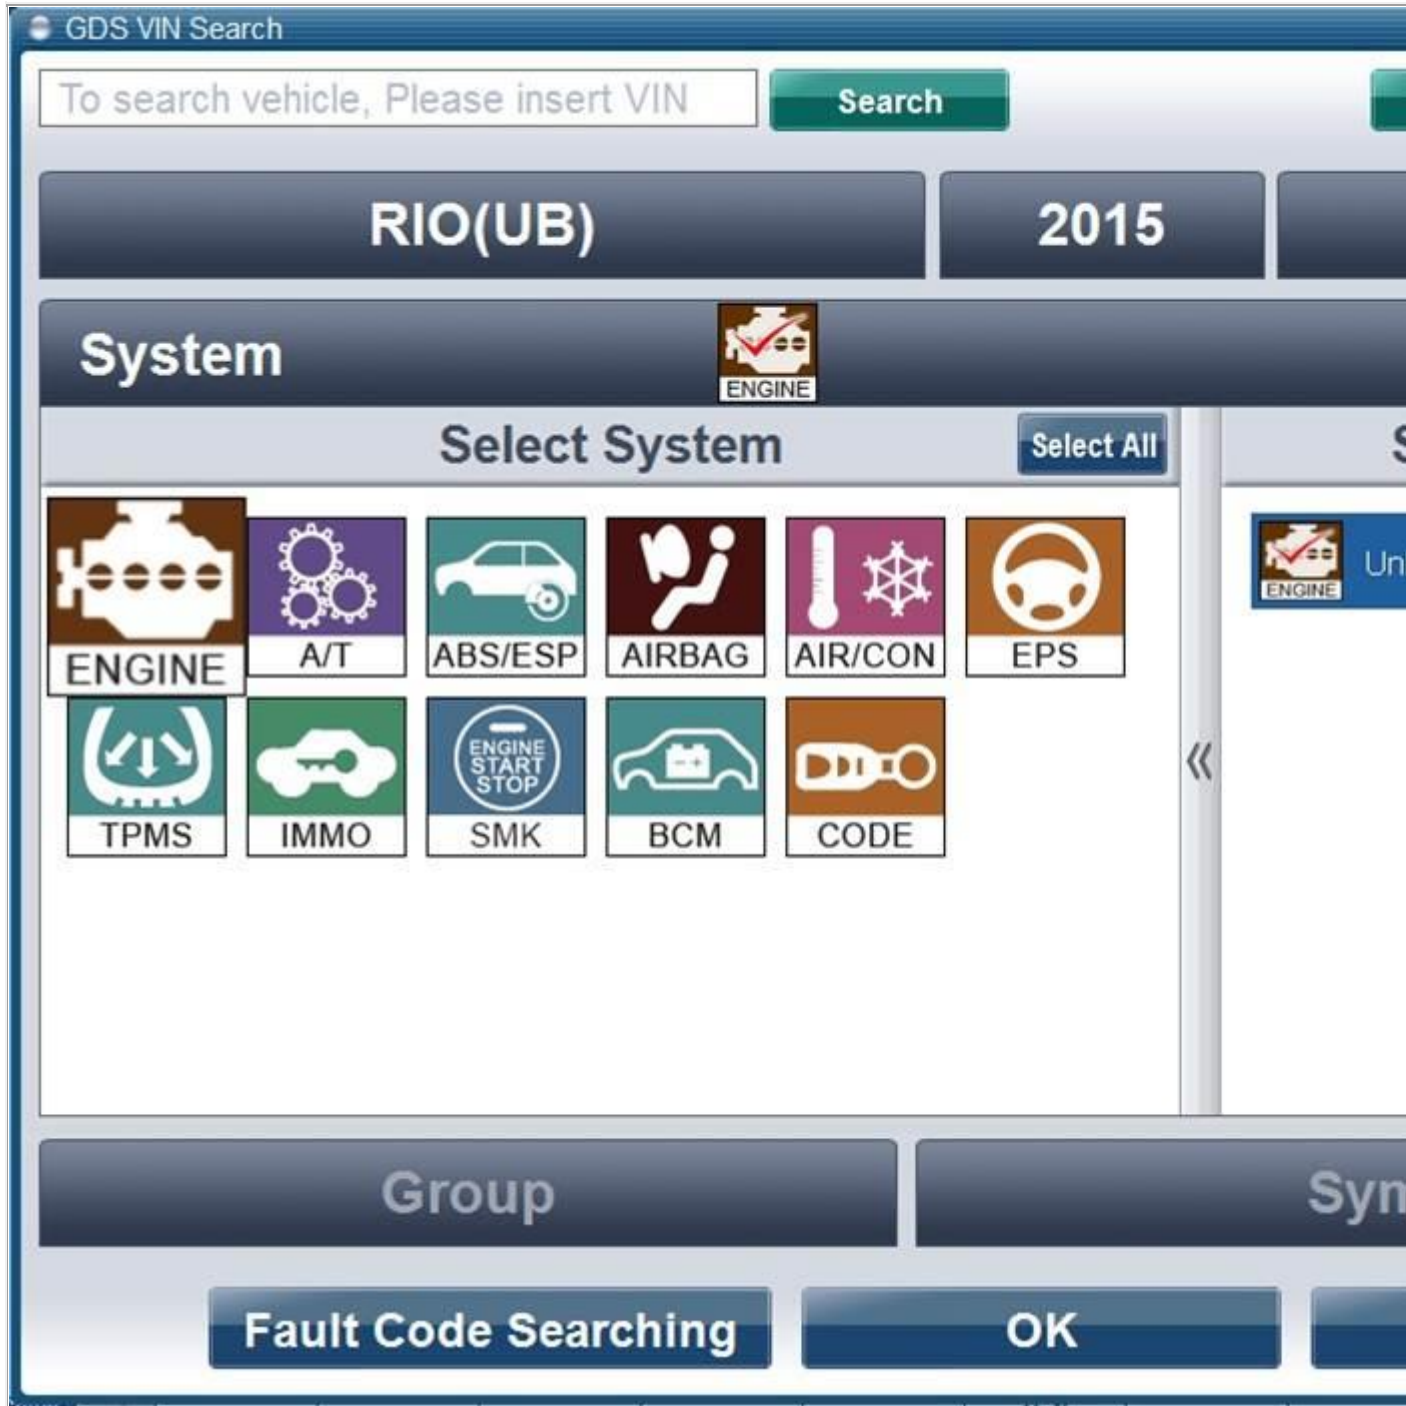 GDS VIN Search
To search vehicle, Please insert VIN Search
RIO(UB) 2015
System ENGINE
Select System Select All
ENGINE A/T ABS/ESP AIRBAG AIR/CON EPS
ENGINE Un
TPMS IMMO ENGINE START STOP SMK BCM CODE
Group Sym
Fault Code Searching OK